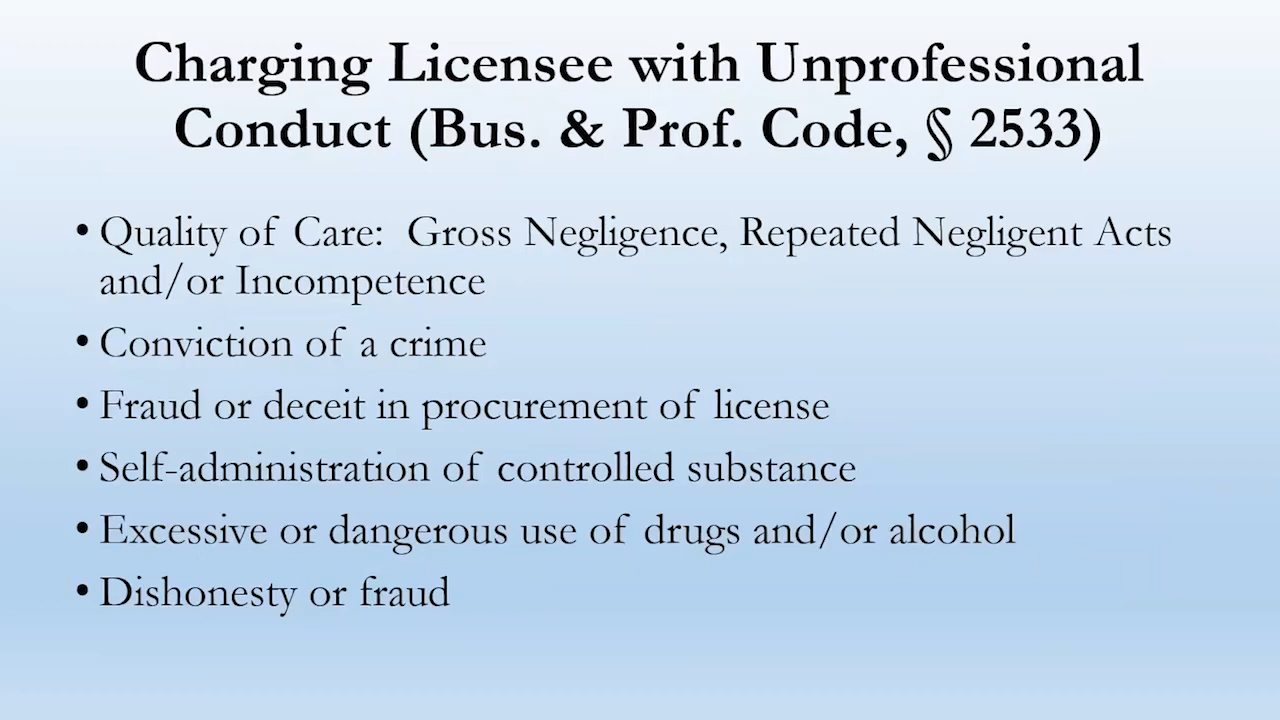 Charging Licensee with Unprofessional
Conduct (Bus. & Prof. Code, § 2533)
• Quality of Care:  Gross Negligence, Repeated Negligent Acts
and/or Incompetence
• Conviction of a crime
• Fraud or deceit in procurement of license
• Self-administration of controlled substance
• Excessive or dangerous use of drugs and/or alcohol
• Dishonesty or fraud